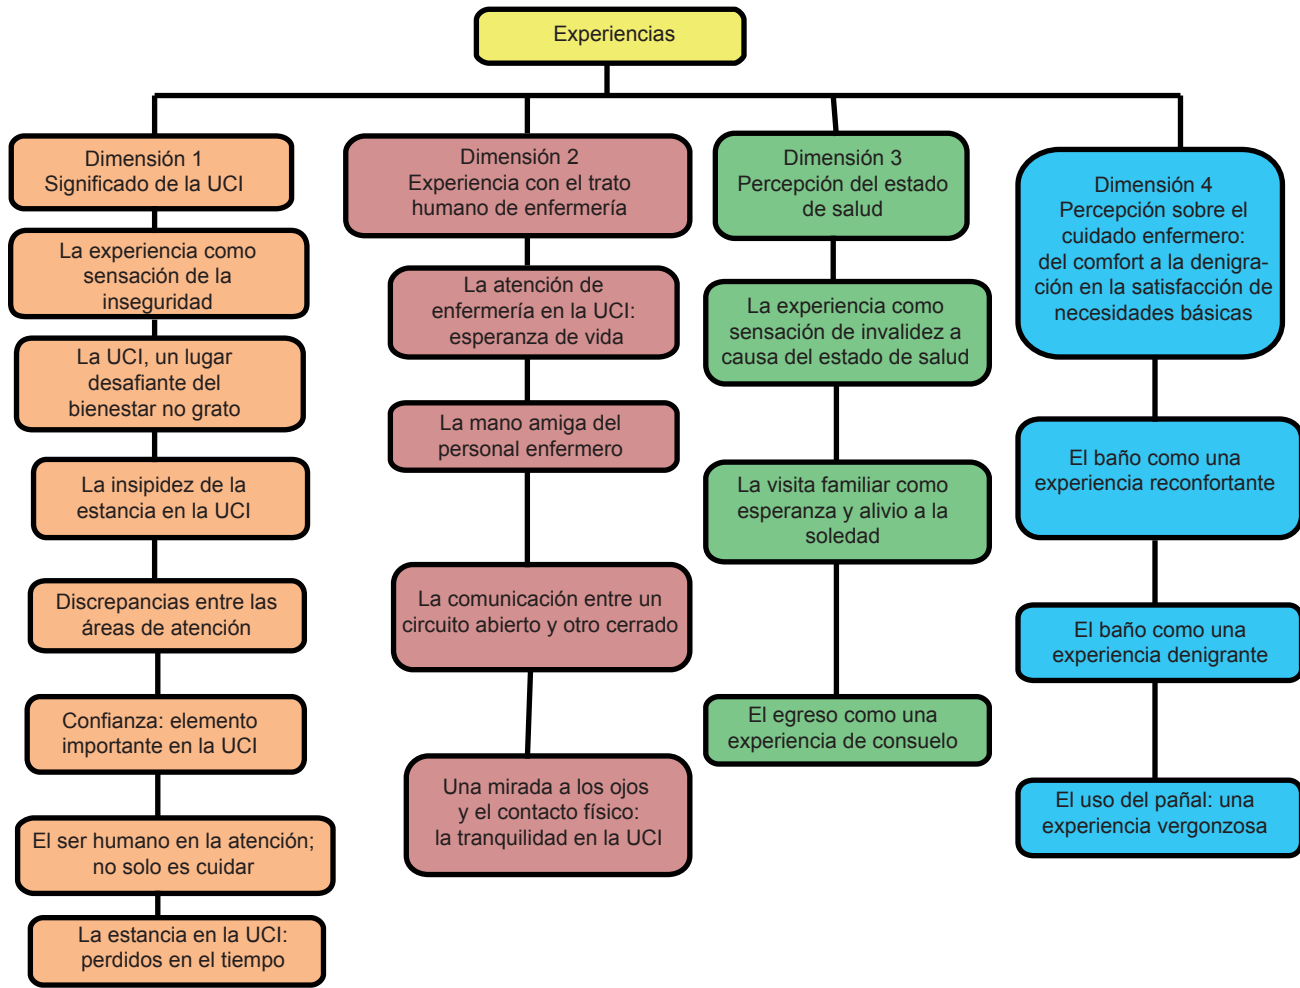 Experiencias
Dimensión 1
Significado de la UCI
La experiencia como
sensación de la
inseguridad
La UCI, un lugar
desafiante del
bienestar no grato
La insipidez de la
estancia en la UCI
Discrepancias entre las
áreas de atención
Confianza: elemento
importante en la UCI
El ser humano en la atención;
no solo es cuidar
La estancia en la UCI:
perdidos en el tiempo
Dimensión 2
Experiencia con el trato
humano de enfermería
La atención de
enfermería en la UCI:
esperanza de vida
La mano amiga del
personal enfermero
La comunicación entre un
circuito abierto y otro cerrado
Una mirada a los ojos
y el contacto físico:
la tranquilidad en la UCI
Dimensión 3
Percepción del estado
de salud
La experiencia como
sensación de invalidez a
causa del estado de salud
La visita familiar como
esperanza y alivio a la
soledad
El egreso como una
experiencia de consuelo
Dimensión 4
Percepción sobre el
cuidado enfermero:
del comfort a la denigra-
ción en la satisfacción de
necesidades básicas
El baño como una
experiencia reconfortante
El baño como una
experiencia denigrante
El uso del pañal: una
experiencia vergonzosa